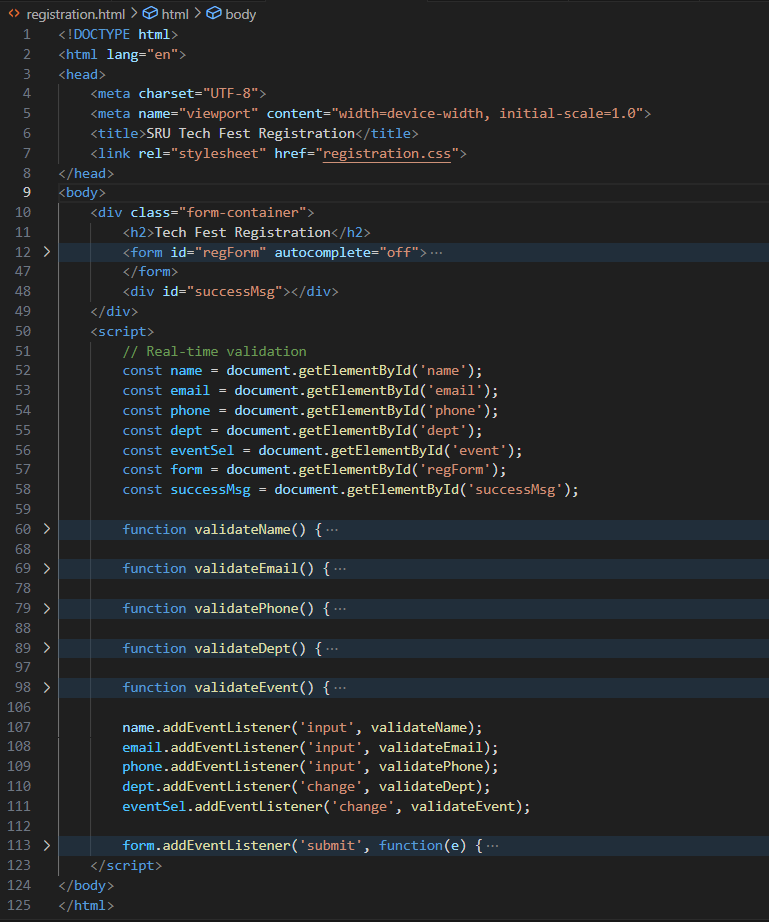 registration.html > html > body
1 <!DOCTYPE html>
2 <html lang="en">
3 <head>
4 <meta charset="UTF-8">
5 <meta name="viewport" content="width=device-width, initial-scale=1.0">
6 <title>SRU Tech Fest Registration</title>
7 <link rel="stylesheet" href="registration.css">
8 </head>
9 <body>
10 <div class="form-container">
11 <h2>Tech Fest Registration</h2>
12 <form id="regForm" autocomplete="off">…
47 </form>
48 <div id="successMsg"></div>
49 </div>
50 <script>
51 // Real-time validation
52 const name = document.getElementById('name');
53 const email = document.getElementById('email');
54 const phone = document.getElementById('phone');
55 const dept = document.getElementById('dept');
56 const eventSel = document.getElementById('event');
57 const form = document.getElementById('regForm');
58 const successMsg = document.getElementById('successMsg');
59
60 function validateName() {…
68
69 function validateEmail() {…
78
79 function validatePhone() {…
88
89 function validateDept() {…
97
98 function validateEvent() {…
106
107 name.addEventListener('input', validateName);
108 email.addEventListener('input', validateEmail);
109 phone.addEventListener('input', validatePhone);
110 dept.addEventListener('change', validateDept);
111 eventSel.addEventListener('change', validateEvent);
112
113 form.addEventListener('submit', function(e) {…
123 </script>
124 </body>
125 </html>